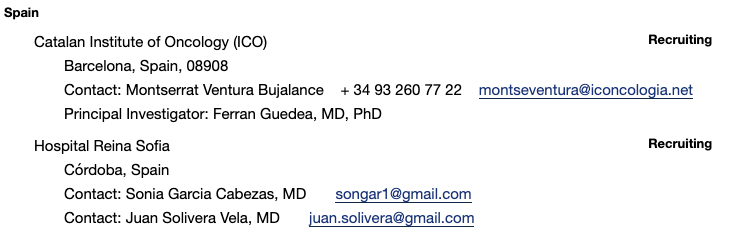 Spain
Catalan Institute of Oncology (ICO) Recruiting
Barcelona, Spain, 08908
Contact: Montserrat Ventura Bujalance + 34 93 260 77 22 montseventura@iconcologia.net
Principal Investigator: Ferran Guedea, MD, PhD
Hospital Reina Sofia Recruiting
Córdoba, Spain
Contact: Sonia Garcia Cabezas, MD songar1@gmail.com
Contact: Juan Solivera Vela, MD juan.solivera@gmail.com